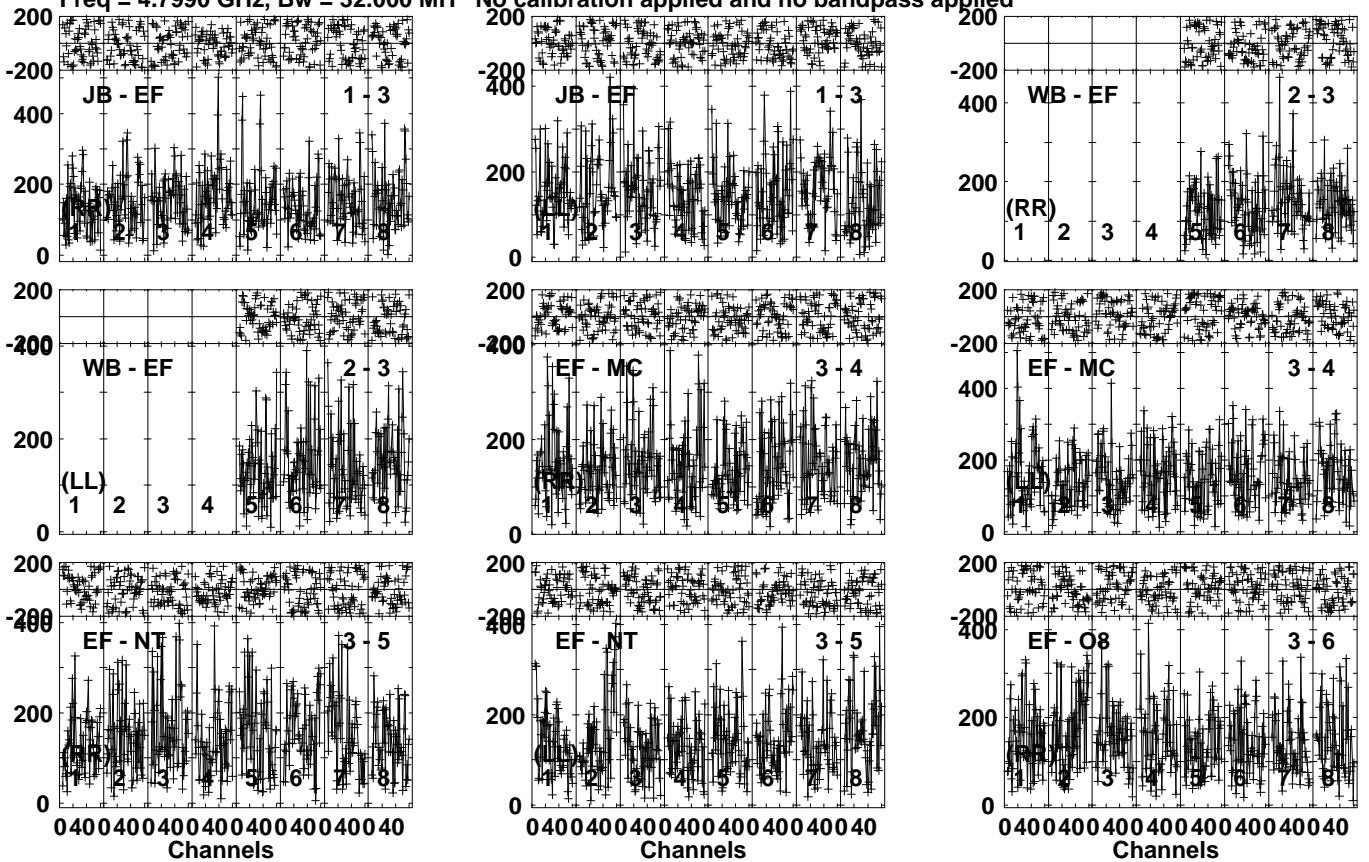 Freq = 4.7990 GHz, Bw = 32.000 MH No calibration applied and no bandpass applied
200 200 200
-200 -200
JB - EF 1 - 3 JB - EF 1 - 3 WB - EF 2 - 3
400 400 400
200 200 200
(RR) (LL) (RR)
1 2 3 4 5 6 7 8 1 2 3 4 5 6 7 8 1 2 3 4 5 6 7 8
0 0 0
200 200 200
-200 -200 -200
400 400
WB - EF 2 - 3 EF - MC 3 - 4 EF - MC 3 - 4
400
200 200 200
(LL) (RR) (LL)
1 2 3 4 5 6 7 8 1 2 3 4 5 6 7 8 1 2 3 4 5 6 7 8
0 0 0
200 200 200
-200 -200 -200
400 400 400
EF - NT 3 - 5 EF - NT 3 - 5 EF - O8 3 - 6
200 200 200
(RR) (LL) (RR)
1 2 3 4 5 6 7 8 1 2 3 4 5 6 7 8 1 2 3 4 5 6 7 8
0 0 0
0 40 0 40 0 40 0 40 0 40 0 40 0 40 0 40 0 40 0 40 0 40 0 40 0 40 0 40 0 40 0 40 0 40 0 40 0 40 0 40 0 40 0 40 0 40 0 40
Channels Channels Channels